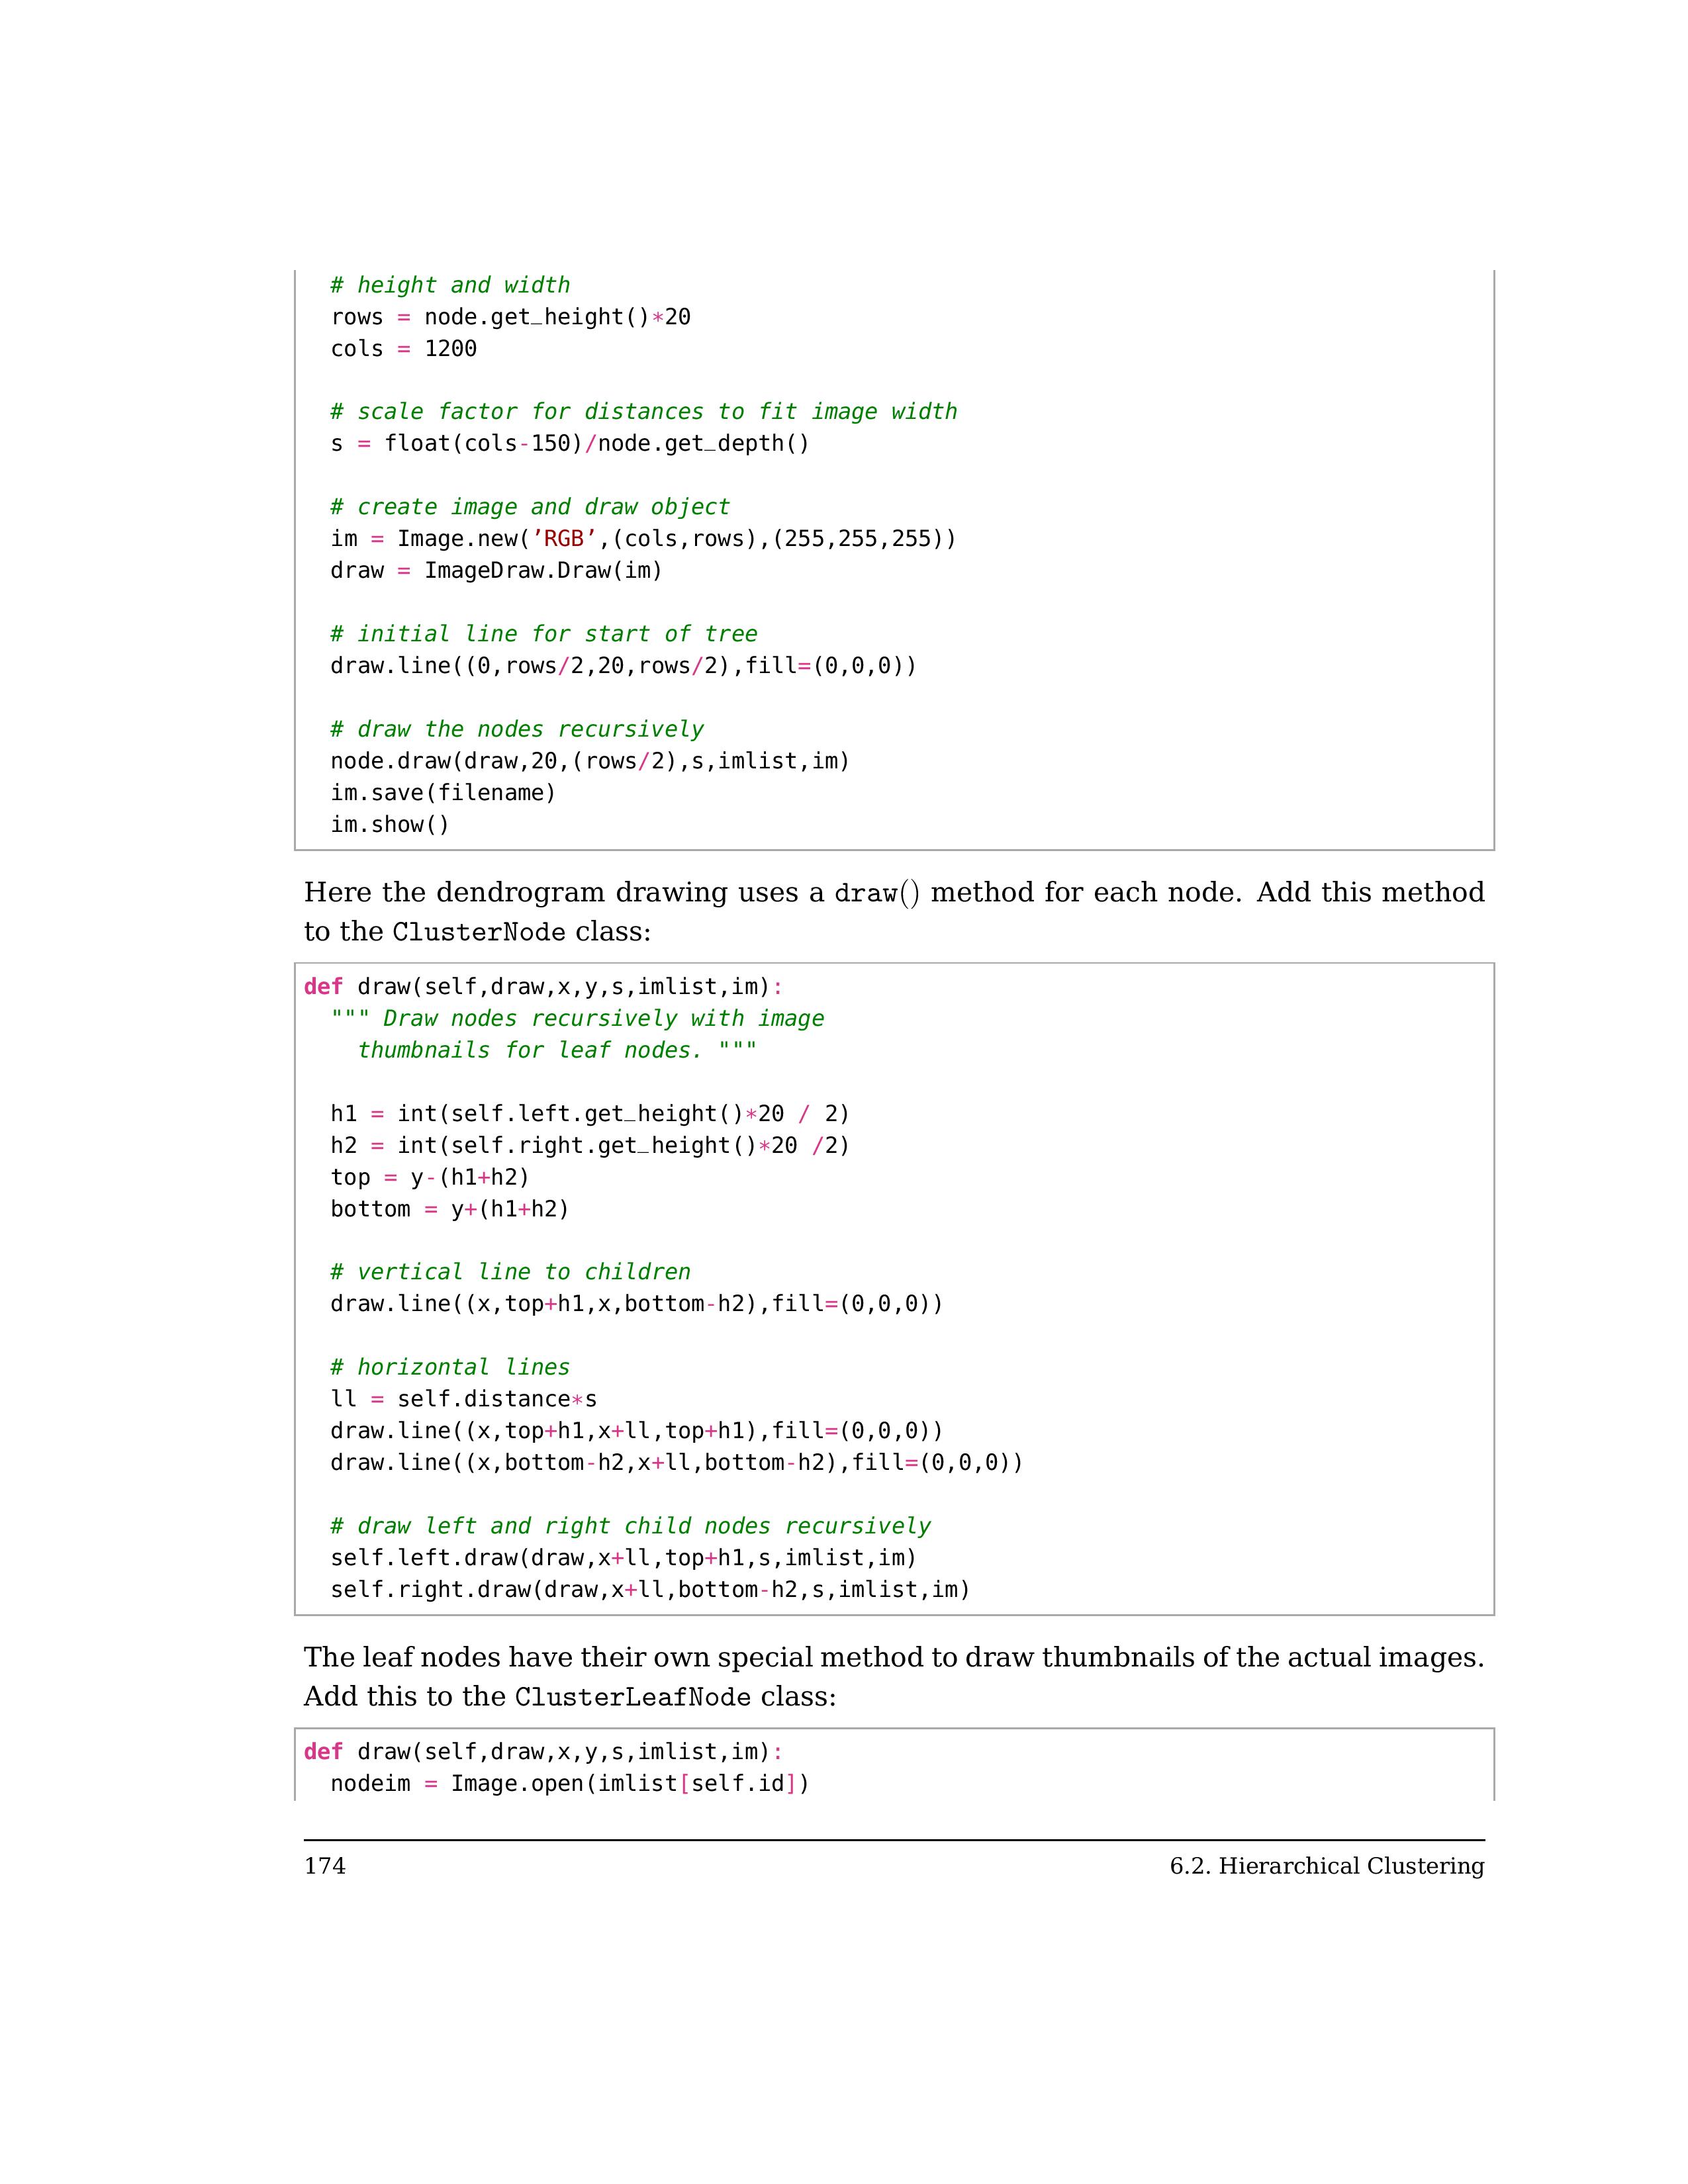 # height and width
rows = node.get_height()*20
cols = 1200
# scale factor for distances to fit image width
s = float(cols-150)/node.get_depth()
# create image and draw object
im = Image.new(’RGB’,(cols,rows),(255,255,255))
draw = ImageDraw.Draw(im)
# initial line for start of tree
draw.line((0,rows/2,20,rows/2),fill=(0,0,0))
# draw the nodes recursively
node.draw(draw,20,(rows/2),s,imlist,im)
im.save(filename)
im.show()
Here the dendrogram drawing uses a draw() method for each node. Add this method
to the ClusterNode class:
def draw(self,draw,x,y,s,imlist,im):
""" Draw nodes recursively with image
thumbnails for leaf nodes. """
h1 = int(self.left.get_height()*20 / 2)
h2 = int(self.right.get_height()*20 /2)
top = y-(h1+h2)
bottom = y+(h1+h2)
# vertical line to children
draw.line((x,top+h1,x,bottom-h2),fill=(0,0,0))
# horizontal lines
ll = self.distance*s
draw.line((x,top+h1,x+ll,top+h1),fill=(0,0,0))
draw.line((x,bottom-h2,x+ll,bottom-h2),fill=(0,0,0))
# draw left and right child nodes recursively
self.left.draw(draw,x+ll,top+h1,s,imlist,im)
self.right.draw(draw,x+ll,bottom-h2,s,imlist,im)
The leaf nodes have their own special method to draw thumbnails of the actual images.
Add this to the ClusterLeafNode class:
def draw(self,draw,x,y,s,imlist,im):
nodeim = Image.open(imlist[self.id])
174 6.2. Hierarchical Clustering